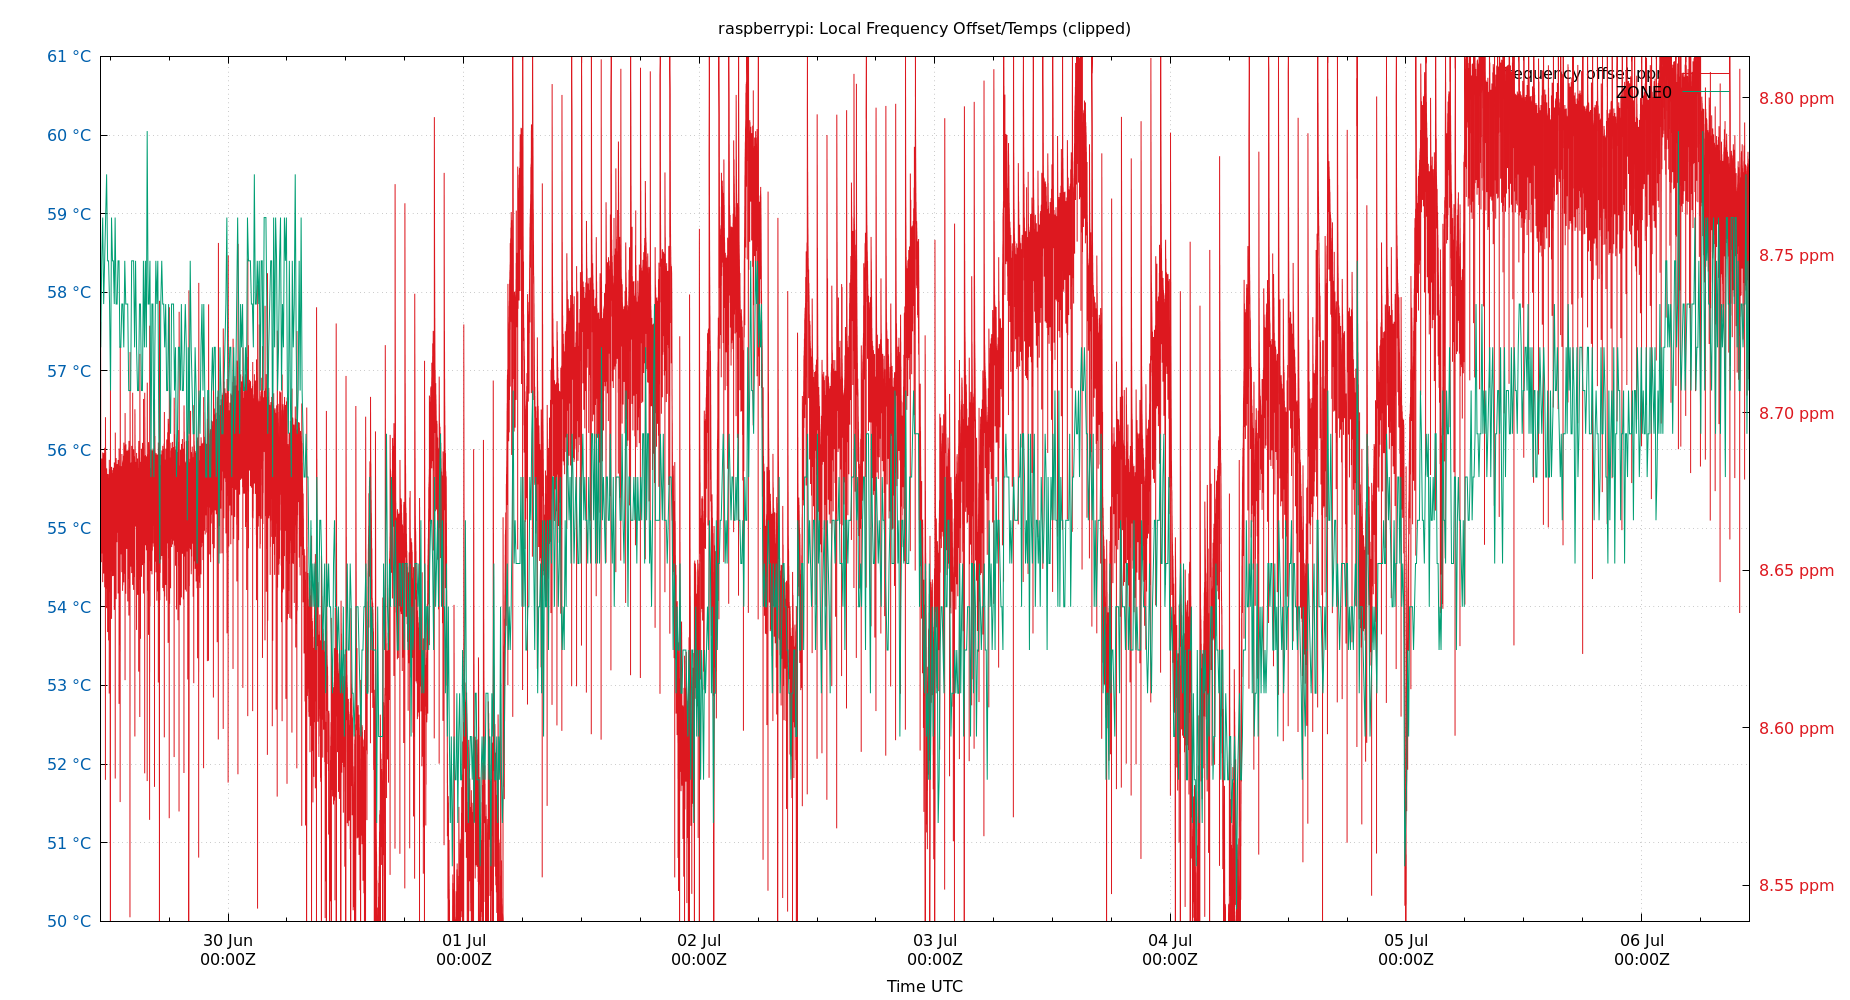 raspberrypi: Local Frequency Offset/Temps (clipped)
61 °C
60 °C
59 °C
58 °C
57 °C
56 °C
55 °C
54 °C
53 °C
52 °C
51 °C
50 °C
offset
ZONE0
8.80 ppm
8.75 ppm
8.70 ppm
8.65 ppm
8.60 ppm
8.55 ppm
30 Jun 01 Jul 02 Jul 03 Jul 04 Jul 05 Jul 06 Jul
00:00Z 00:00Z 00:00Z 00:00Z 00:00Z 00:00Z 00:00Z
Time UTC